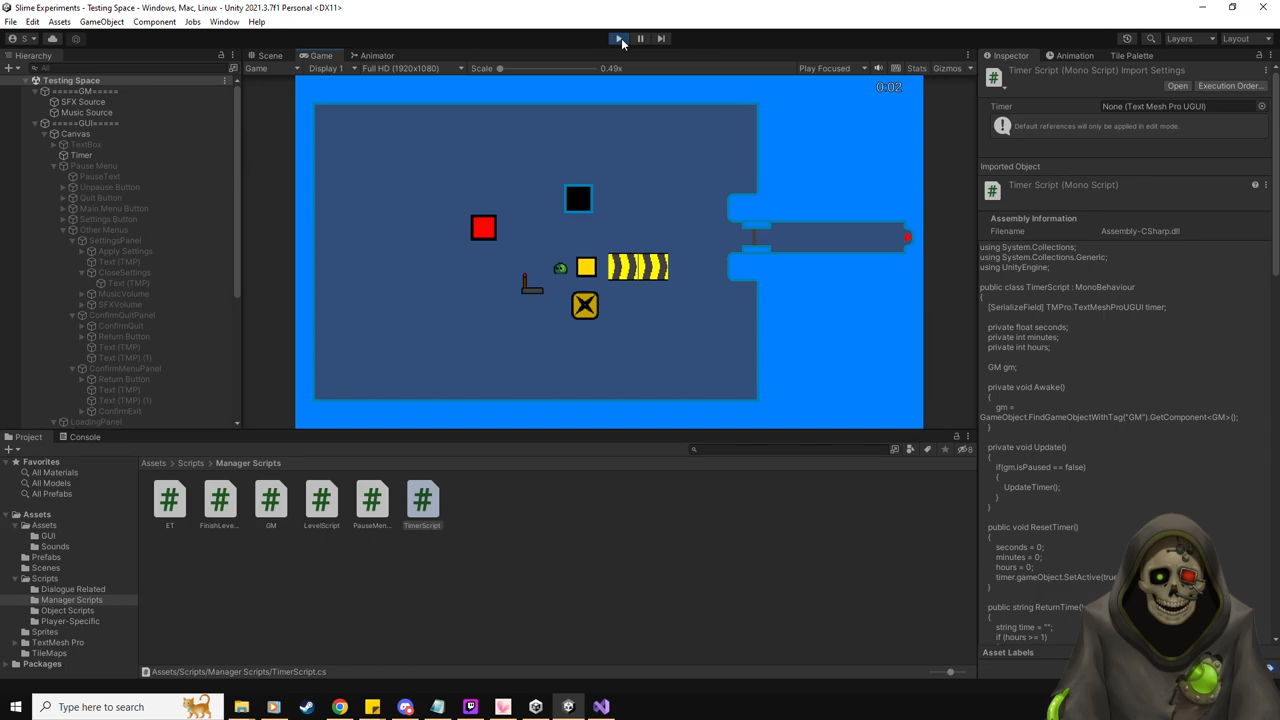 Slime Experiments - Testing Space - Windows, Mac, Linux - Unity 2021.3.7f1 Personal <DX11>
File Edit Assets GameObject Component Jobs Window Help
S
Layers
Layout
Hierarchy
All
Testing Space
=====GM=====
SFX Source
Music Source
=====GUI=====
Canvas
TextBox
Timer
Pause Menu
PauseText
Unpause Button
Quit Button
Main Menu Button
Settings Button
Other Menus
SettingsPanel
Apply Settings
Text (TMP)
CloseSettings
Text (TMP)
MusicVolume
SFXVolume
ConfirmQuitPanel
ConfirmQuit
Return Button
Text (TMP)
Text (TMP) (1)
ConfirmMenuPanel
Return Button
Text (TMP)
Text (TMP) (1)
ConfirmExit
LoadingPanel
Scene
Game
Animator
Game Display 1 Full HD (1920x1080) Scale 0.49x Play Focused Stats Gizmos
0:02
Inspector
Animation
Tile Palette
Timer Script (Mono Script) Import Settings
Open
Execution Order...
Timer None (Text Mesh Pro UGUI)
Default references will only be applied in edit mode.
Imported Object
Timer Script (Mono Script)
Assembly Information
Filename Assembly-CSharp.dll
using System.Collections;
using System.Collections.Generic;
using UnityEngine;
public class TimerScript : MonoBehaviour
{
[SerializeField] TMPro.TextMeshProUGUI timer;
private float seconds;
private int minutes;
private int hours;
GM gm;
private void Awake()
{
gm =
GameObject.FindGameObjectWithTag("GM").GetComponent<GM>();
}
private void Update()
{
if(gm.isPaused == false)
{
UpdateTimer();
}
}
public void ResetTimer()
{
seconds = 0;
minutes = 0;
hours = 0;
timer.gameObject.SetActive(true
}
public string ReturnTime(
{
string time = "";
if (hours >= 1)
Asset Labels
Project
Console
8
Favorites
All Materials
All Models
All Prefabs
Assets
Assets
GUI
Sounds
Prefabs
Scenes
Scripts
Dialogue Related
Manager Scripts
Object Scripts
Player-Specific
Sprites
TextMesh Pro
TileMaps
Packages
Assets Scripts Manager Scripts
ET
FinishLeve...
GM
LevelScript
PauseMen...
TimerScript
Assets/Scripts/Manager Scripts/TimerScript.cs
Type here to search